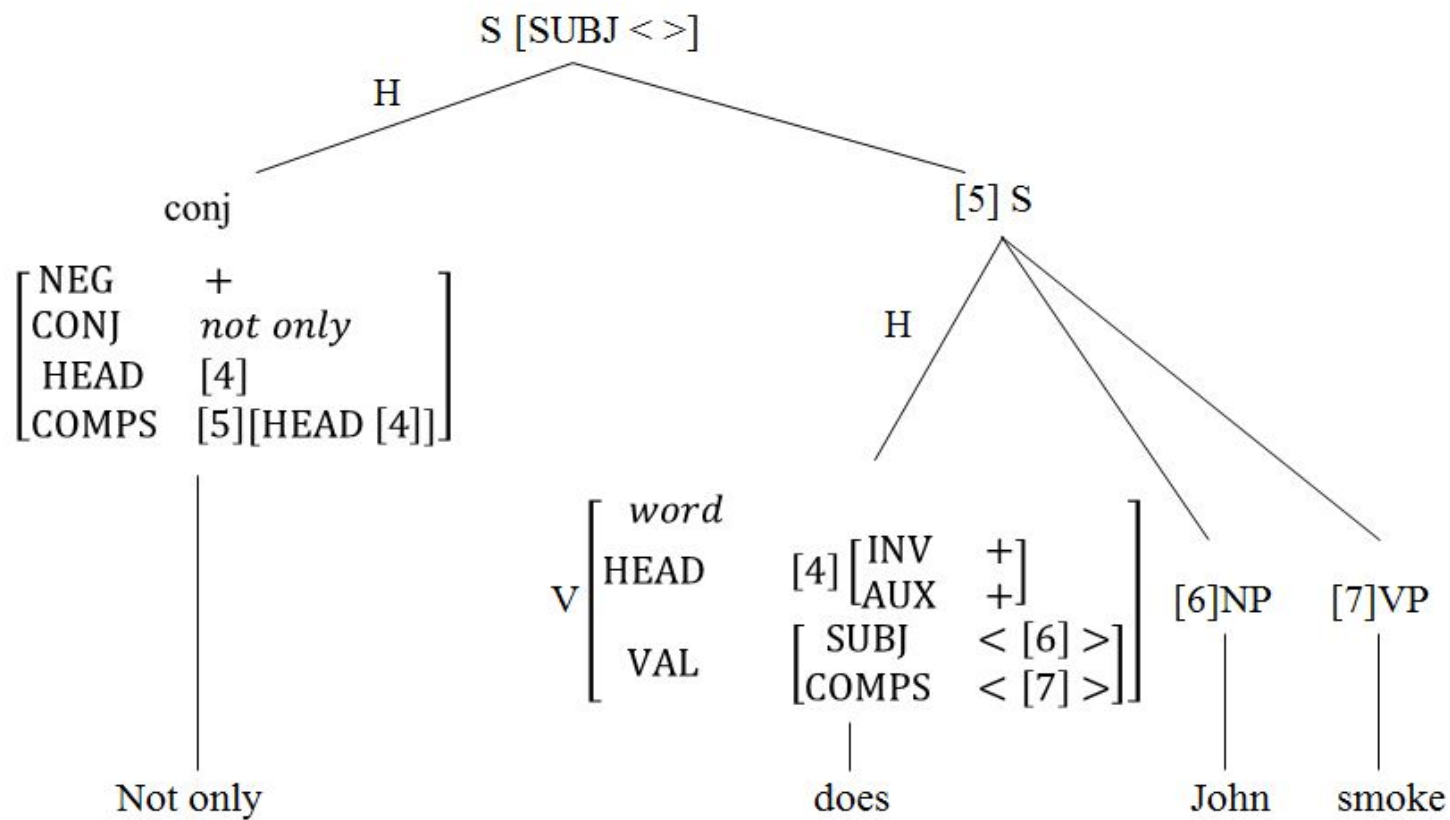 S [SUBJ < >]
H
conj
[5] S
NEG +
CONJ not only
HEAD [4]
COMPS [5][HEAD [4]]
H
word
V HEAD [4] INV +
AUX +
VAL SUBJ < [6] >
COMPS < [7] >
[6]NP [7]VP
Not only does John smoke